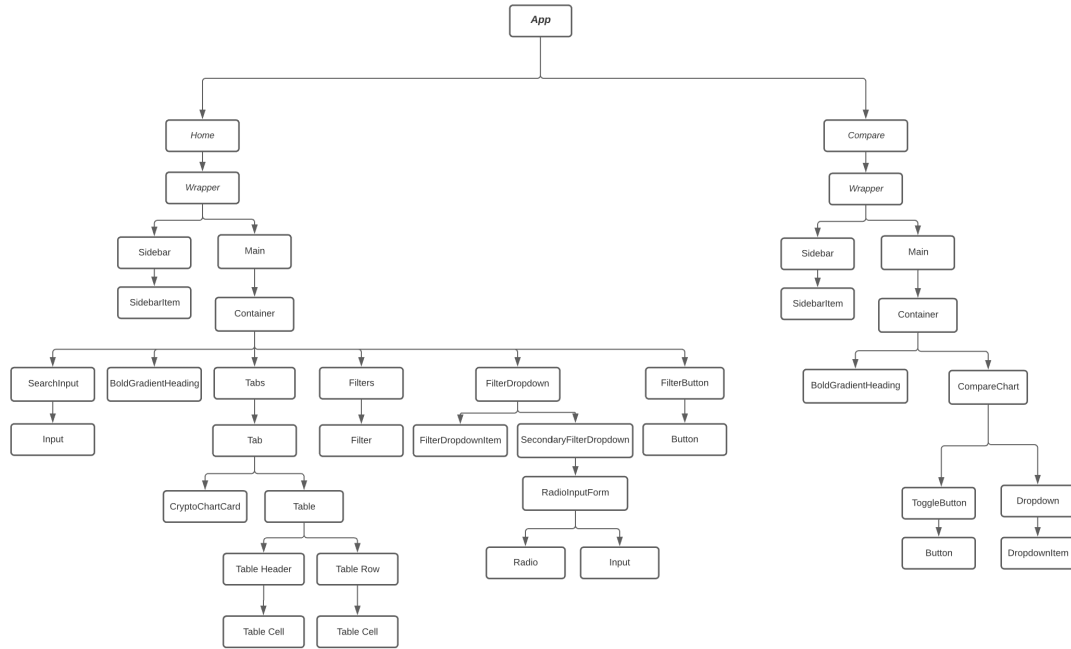 App
Home
Compare
Wrapper
Wrapper
Sidebar
Main
Sidebar
Main
SidebarItem
Container
SidebarItem
Container
SearchInput
BoldGradientHeading
Tabs
Filters
FilterDropdown
FilterButton
BoldGradientHeading
CompareChart
Input
Tab
Filter
FilterDropdownItem
SecondaryFilterDropdown
Button
CryptoChartCard
Table
RadioInputForm
ToggleButton
Dropdown
Table Header
Table Row
Radio
Input
Button
DropdownItem
Table Cell
Table Cell